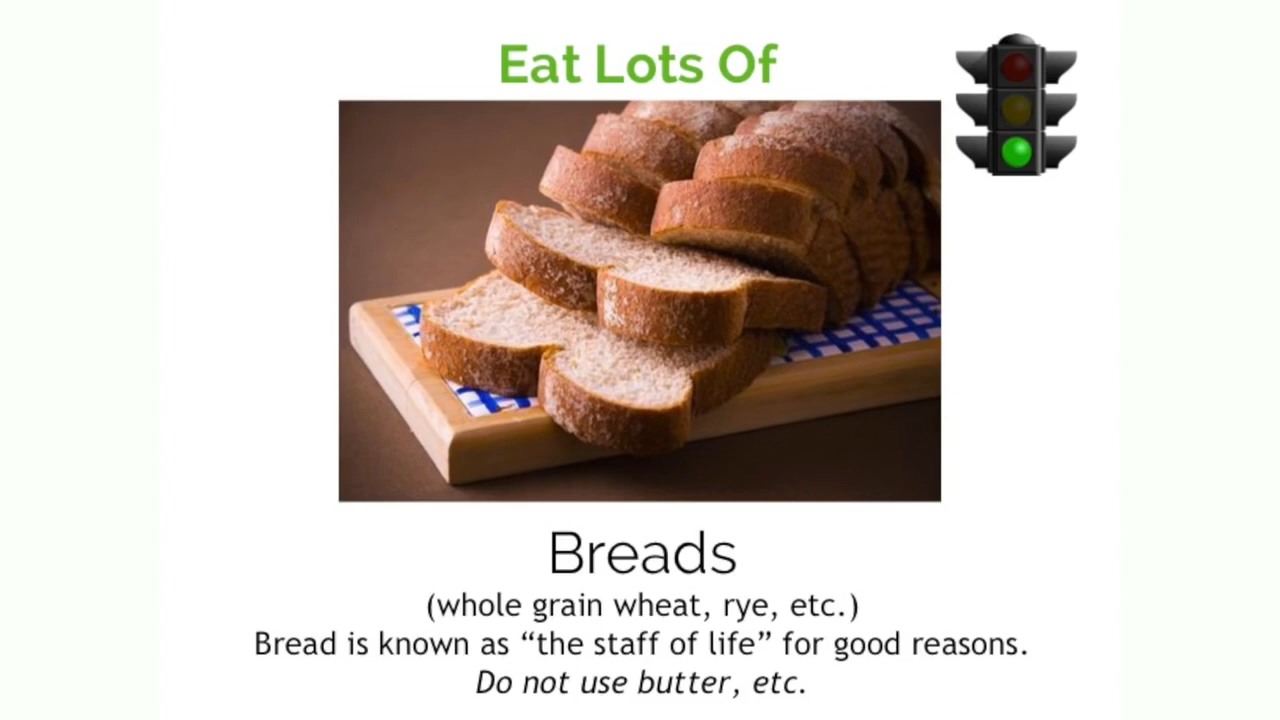 Eat Lots Of
Breads
(whole grain wheat, rye, etc.)
Bread is known as “the staff of life” for good reasons.
Do not use butter, etc.